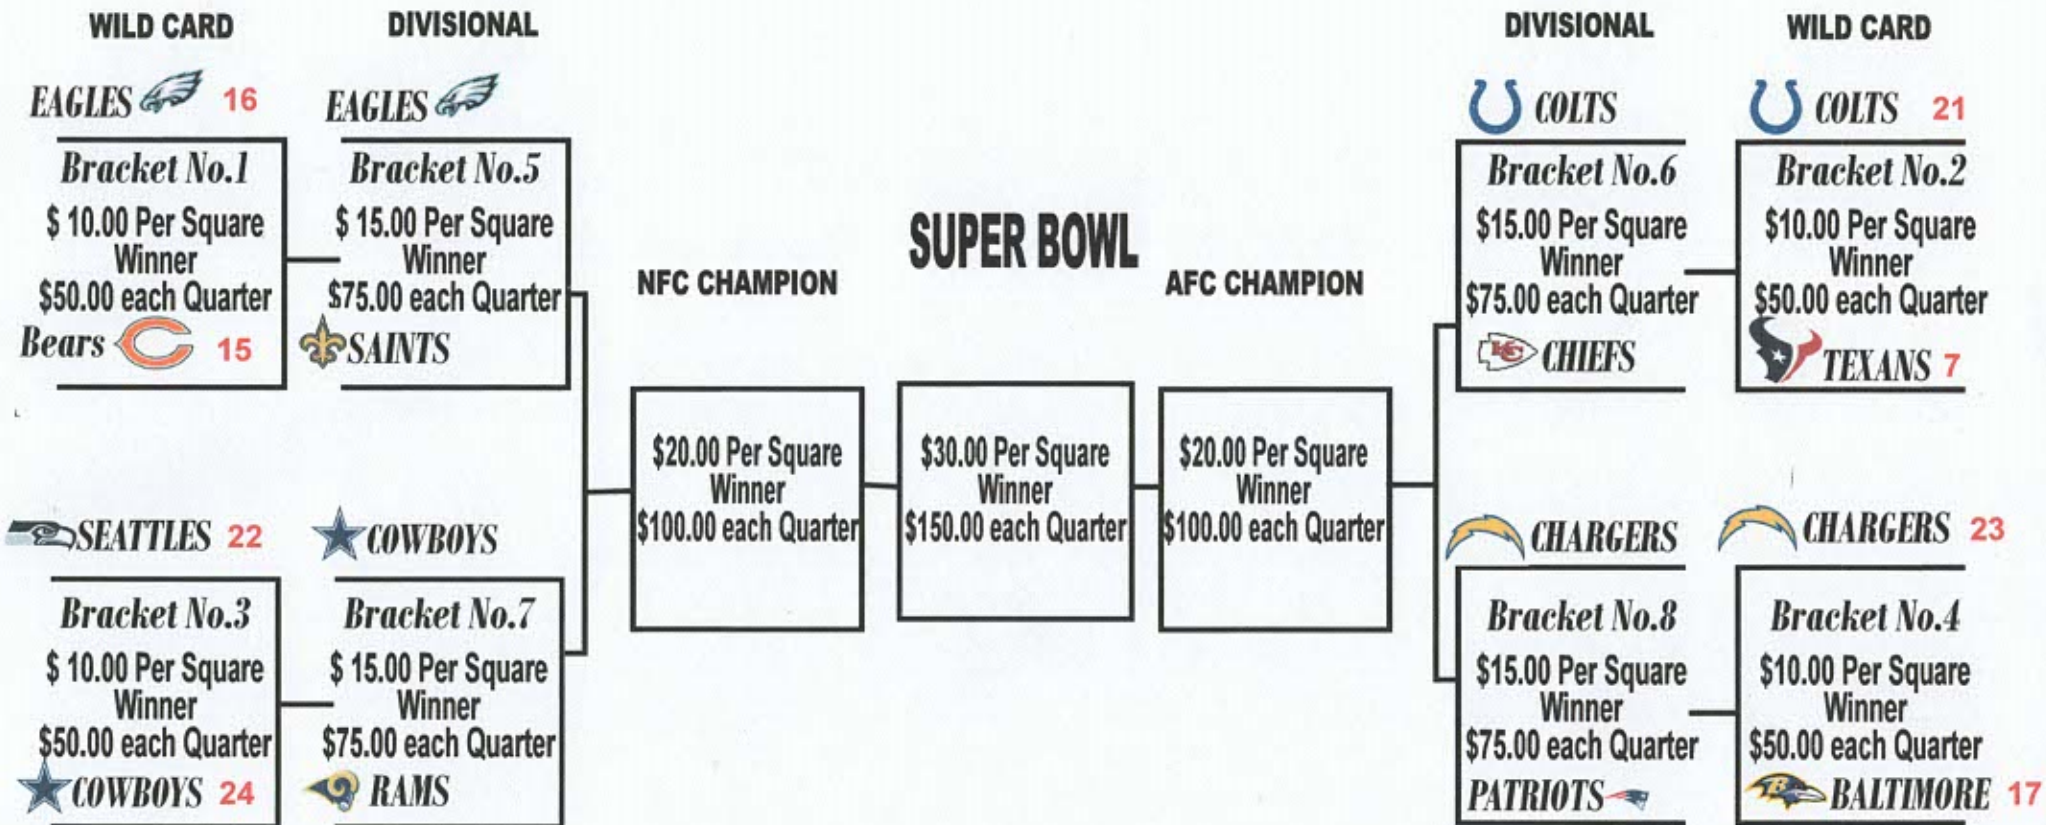 WILD CARD
DIVISIONAL
DIVISIONAL
WILD CARD
EAGLES 16
Bracket No.1
$ 10.00 Per Square
Winner
$50.00 each Quarter
Bears 15
EAGLES
Bracket No.5
$ 15.00 Per Square
Winner
$75.00 each Quarter
SAINTS
SEATTLES 22
Bracket No.3
$ 10.00 Per Square
Winner
$50.00 each Quarter
COWBOYS 24
COWBOYS
Bracket No.7
$ 15.00 Per Square
Winner
$75.00 each Quarter
RAMS
NFC CHAMPION
$20.00 Per Square
Winner
$100.00 each Quarter
SUPER BOWL
$30.00 Per Square
Winner
$150.00 each Quarter
AFC CHAMPION
$20.00 Per Square
Winner
$100.00 each Quarter
COLTS
Bracket No.6
$15.00 Per Square
Winner
$75.00 each Quarter
KC CHIEFS
COLTS 21
Bracket No.2
$10.00 Per Square
Winner
$50.00 each Quarter
TEXANS 7
CHARGERS
Bracket No.8
$15.00 Per Square
Winner
$75.00 each Quarter
PATRIOTS
CHARGERS 23
Bracket No.4
$10.00 Per Square
Winner
$50.00 each Quarter
B BALTIMORE 17